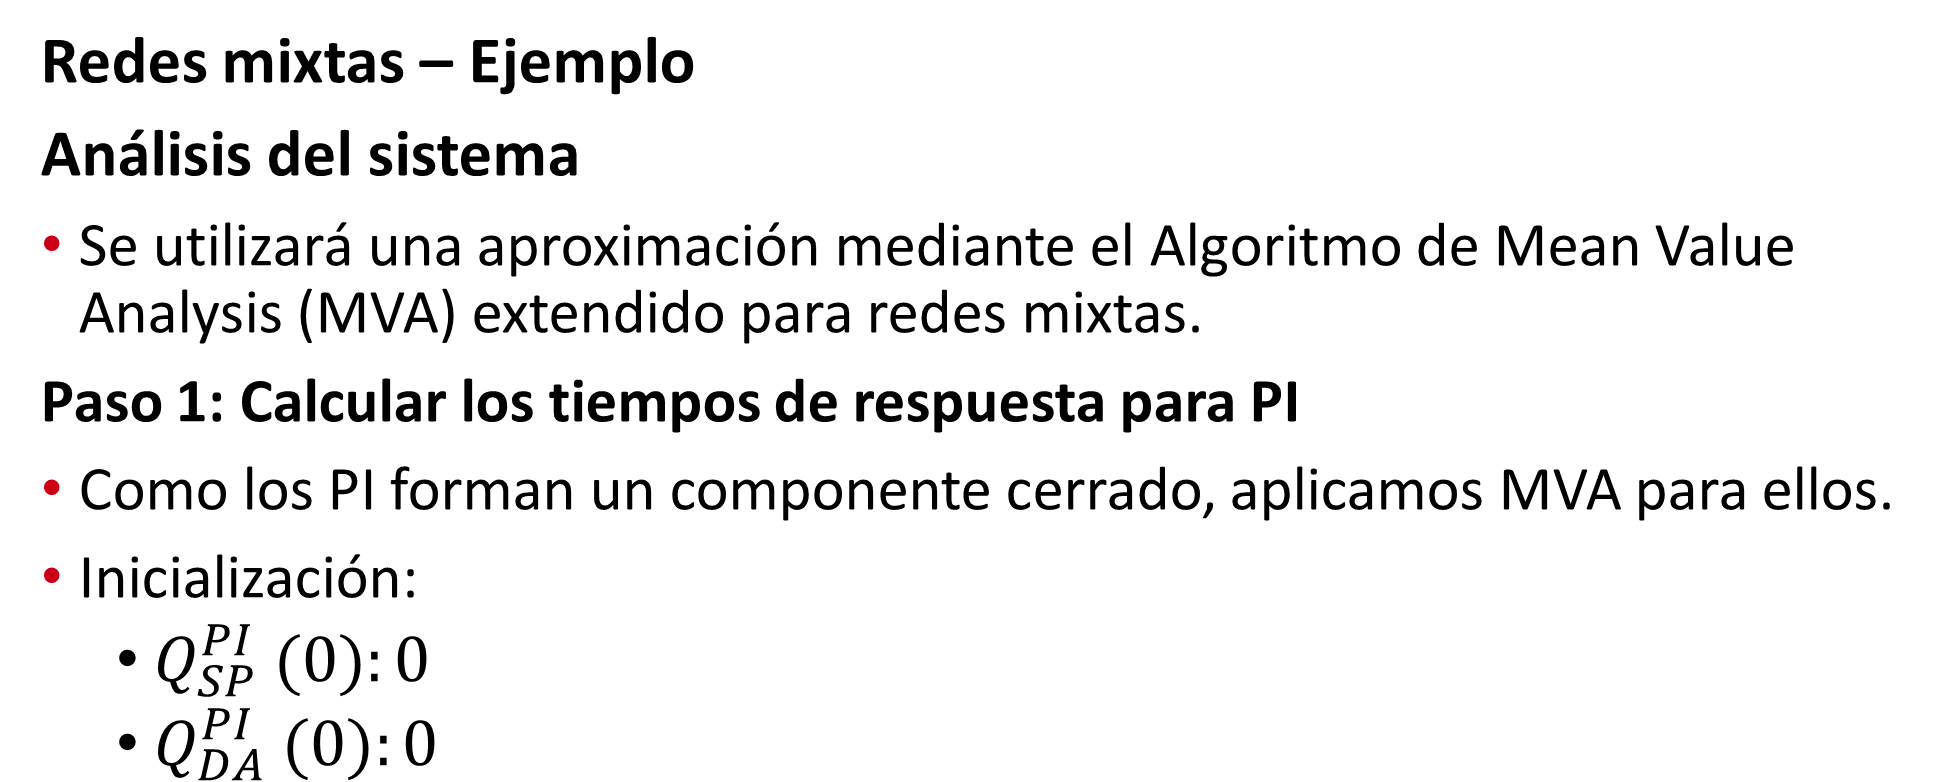 Redes mixtas – Ejemplo
Análisis del sistema
• Se utilizará una aproximación mediante el Algoritmo de Mean Value
Analysis (MVA) extendido para redes mixtas.
Paso 1: Calcular los tiempos de respuesta para PI
• Como los PI forman un componente cerrado, aplicamos MVA para ellos.
• Inicialización:
• $Q_{SP}^{PI}$ (0): 0
• $Q_{DA}^{PI}$ (0): 0